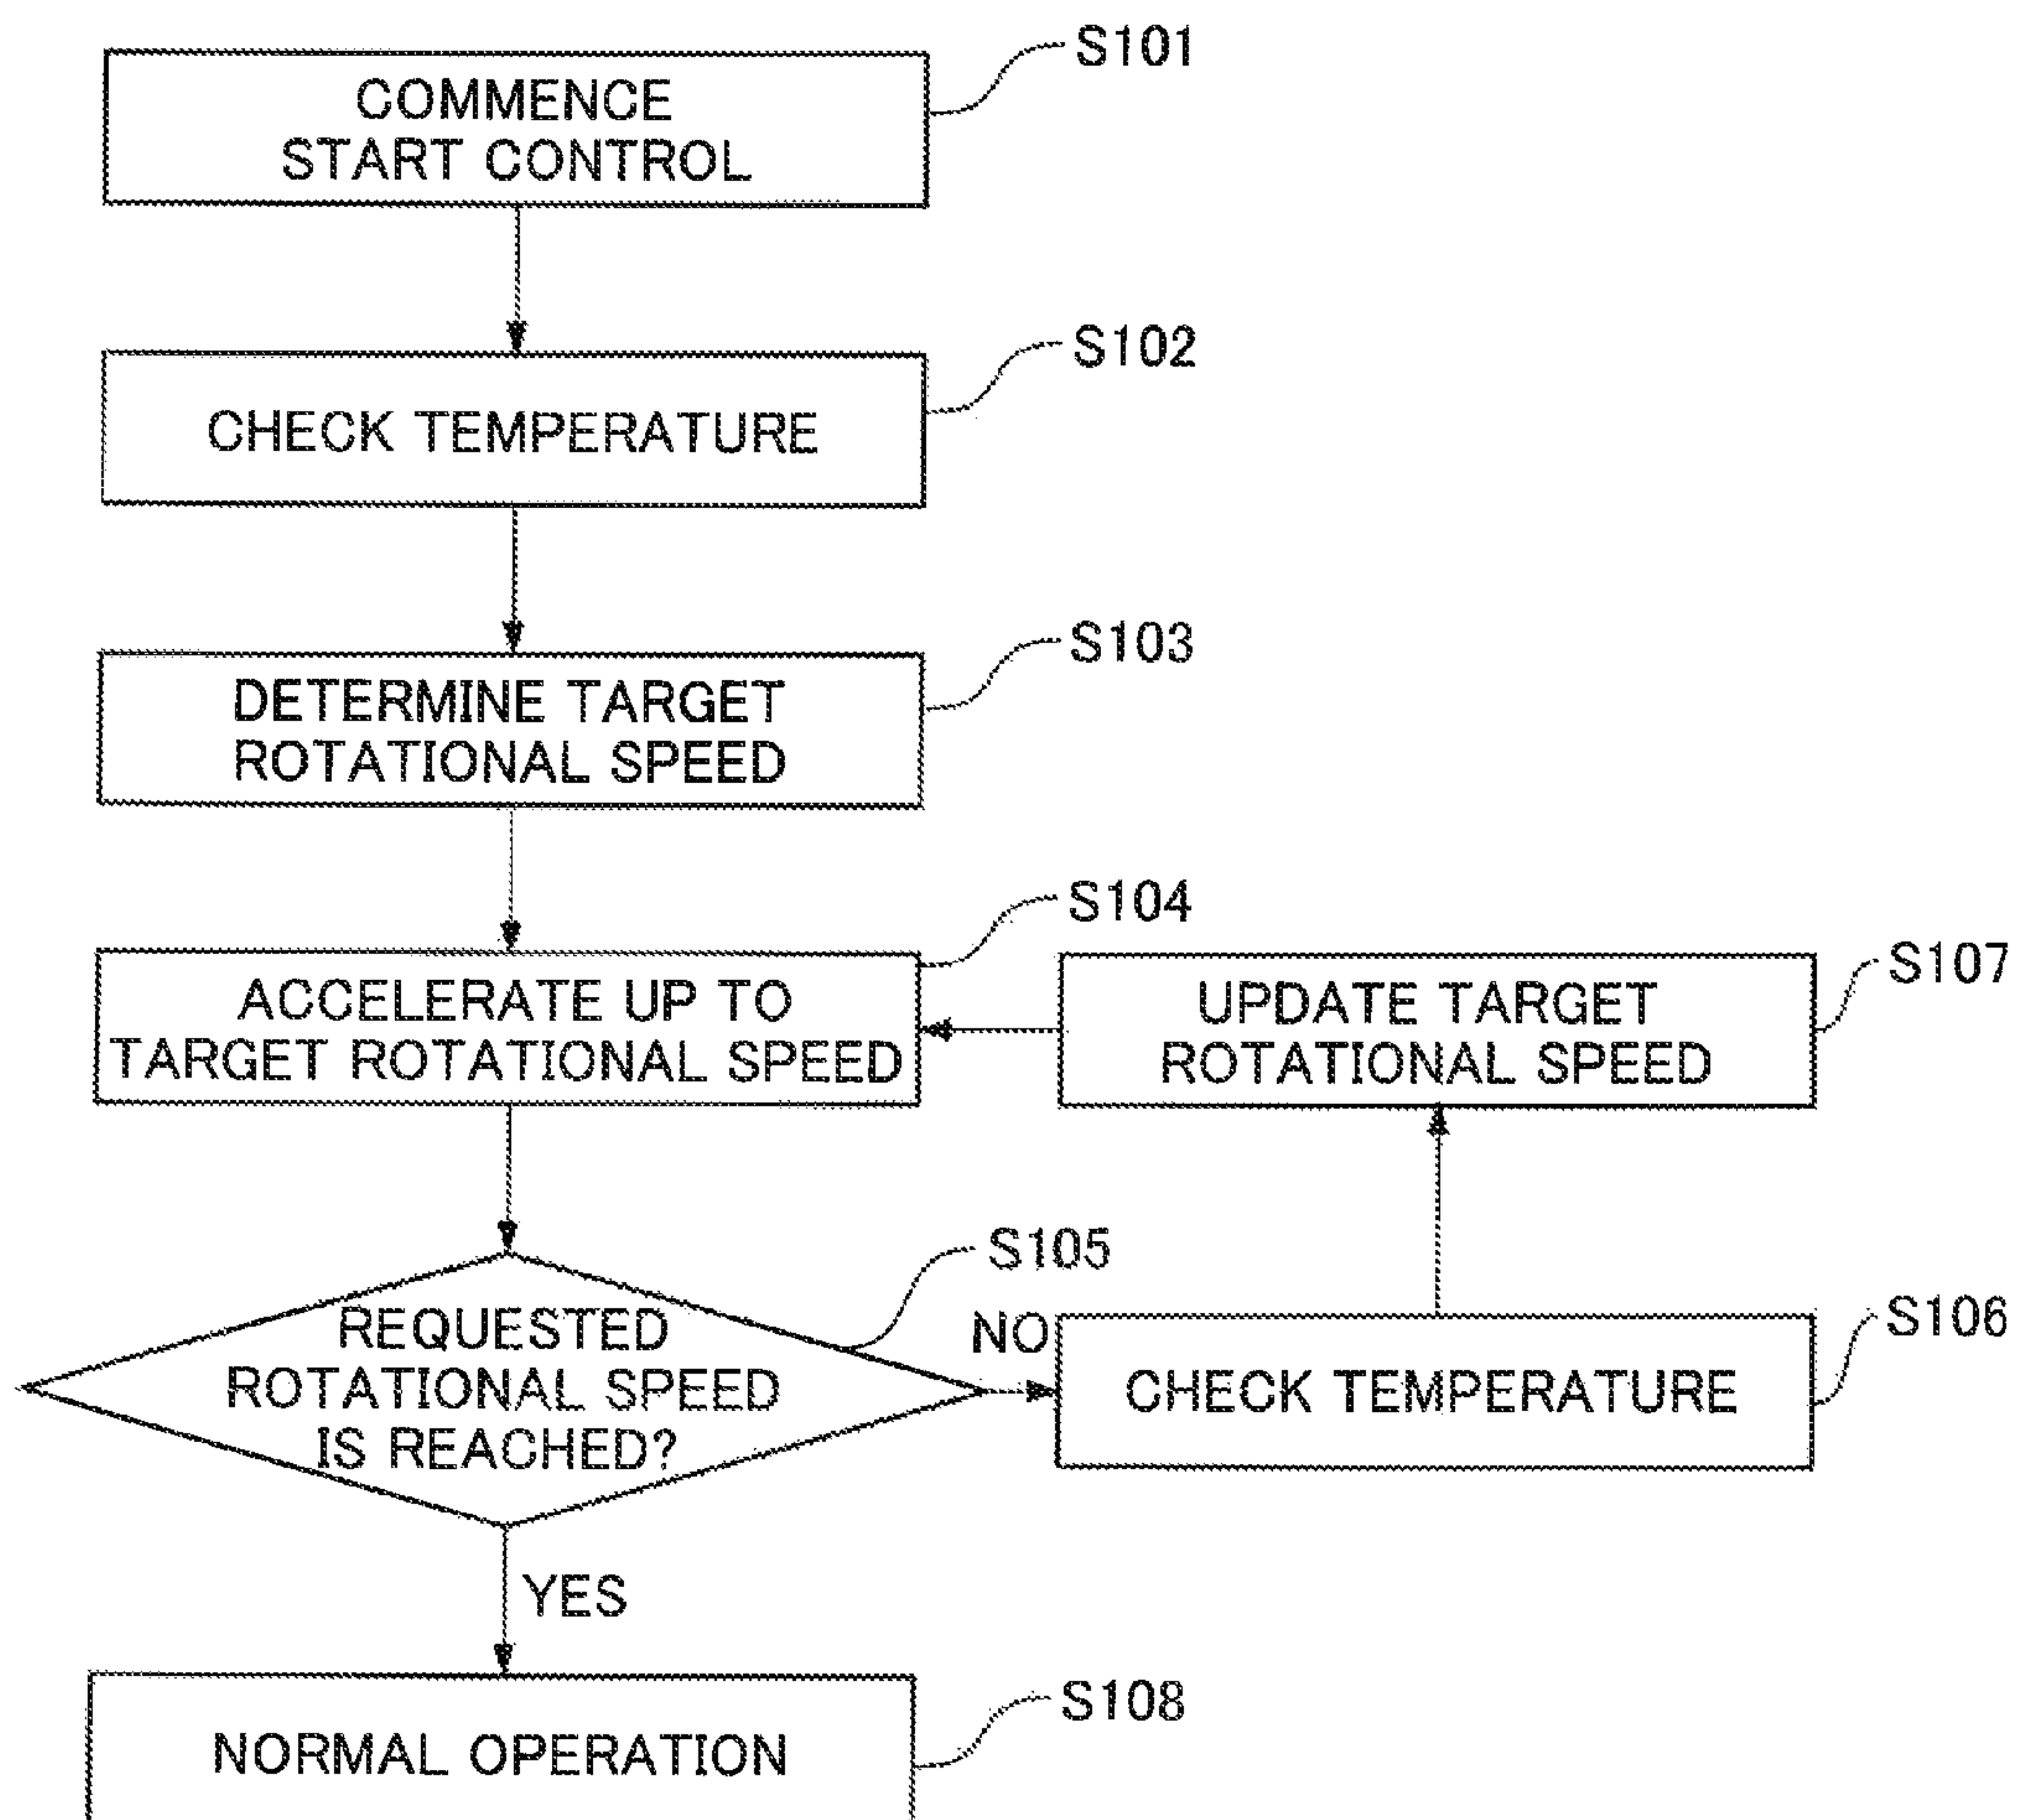 S101
COMMENCE
START CONTROL
S102
CHECK TEMPERATURE
S103
DETERMINE TARGET
ROTATIONAL SPEED
S104
ACCELERATE UP TO
TARGET ROTATIONAL SPEED
S107
UPDATE TARGET
ROTATIONAL SPEED
S105
REQUESTED
ROTATIONAL SPEED
IS REACHED?
NO
S106
CHECK TEMPERATURE
YES
S108
NORMAL OPERATION